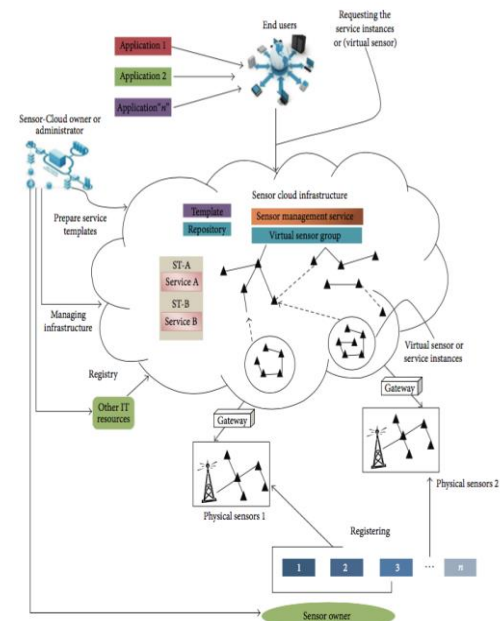 Requesting the
service instances
or (virtual sensor)
End users
Application 1
Application 2
Application"n"
Sensor-Cloud owner or
administrator
Sensor cloud infrastructure
Prepare service
templates
Template
Repository
Sensor management service
Virtual sensor group
ST-A
Service A
ST-B
Service B
Managing
infrastructure
Virtual sensor or
service instances
Registry
Other IT
resources
Gateway
Gateway
Physical sensors 1
Physical sensors 2
Registering
1 2 3 ... n
Sensor owner